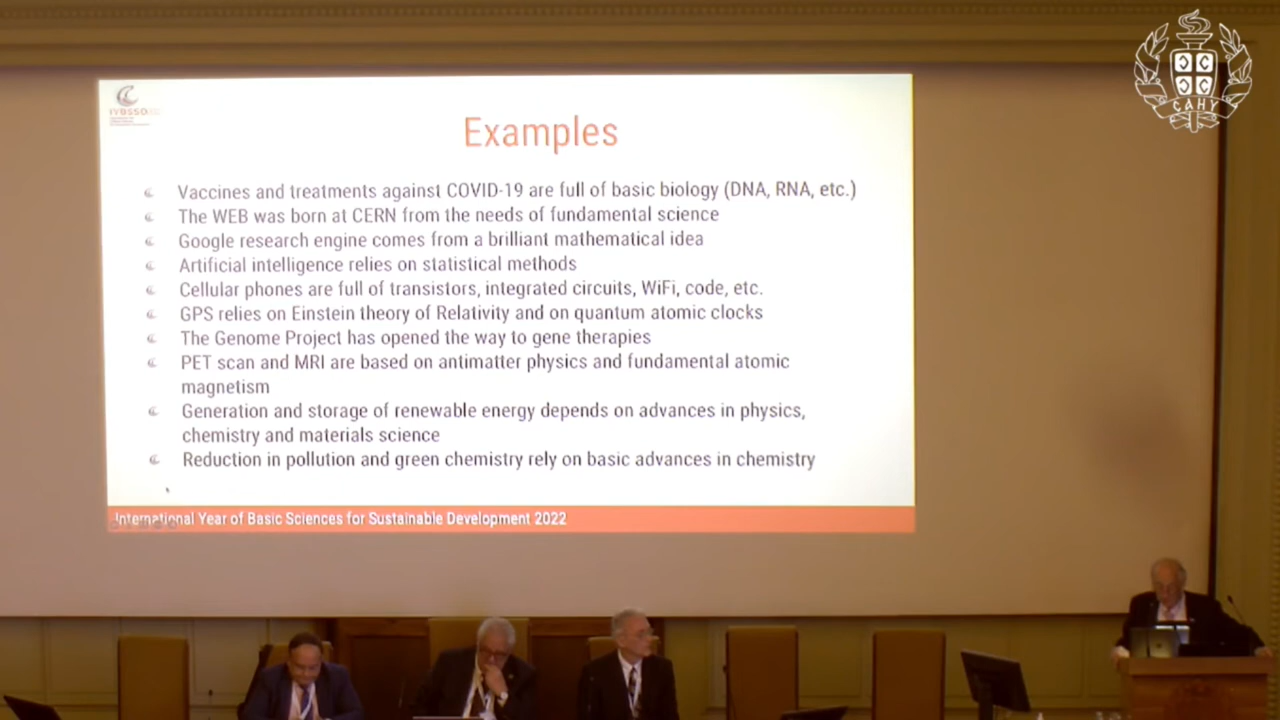 IYBSSD
Examples
Vaccines and treatments against COVID-19 are full of basic biology (DNA, RNA, etc.)
The WEB was born at CERN from the needs of fundamental science
Google research engine comes from a brilliant mathematical idea
Artificial intelligence relies on statistical methods
Cellular phones are full of transistors, integrated circuits, WiFi, code, etc.
GPS relies on Einstein theory of Relativity and on quantum atomic clocks
The Genome Project has opened the way to gene therapies
PET scan and MRI are based on antimatter physics and fundamental atomic
magnetism
Generation and storage of renewable energy depends on advances in physics,
chemistry and materials science
Reduction in pollution and green chemistry rely on basic advances in chemistry
International Year of Basic Sciences for Sustainable Development 2022
САНУ